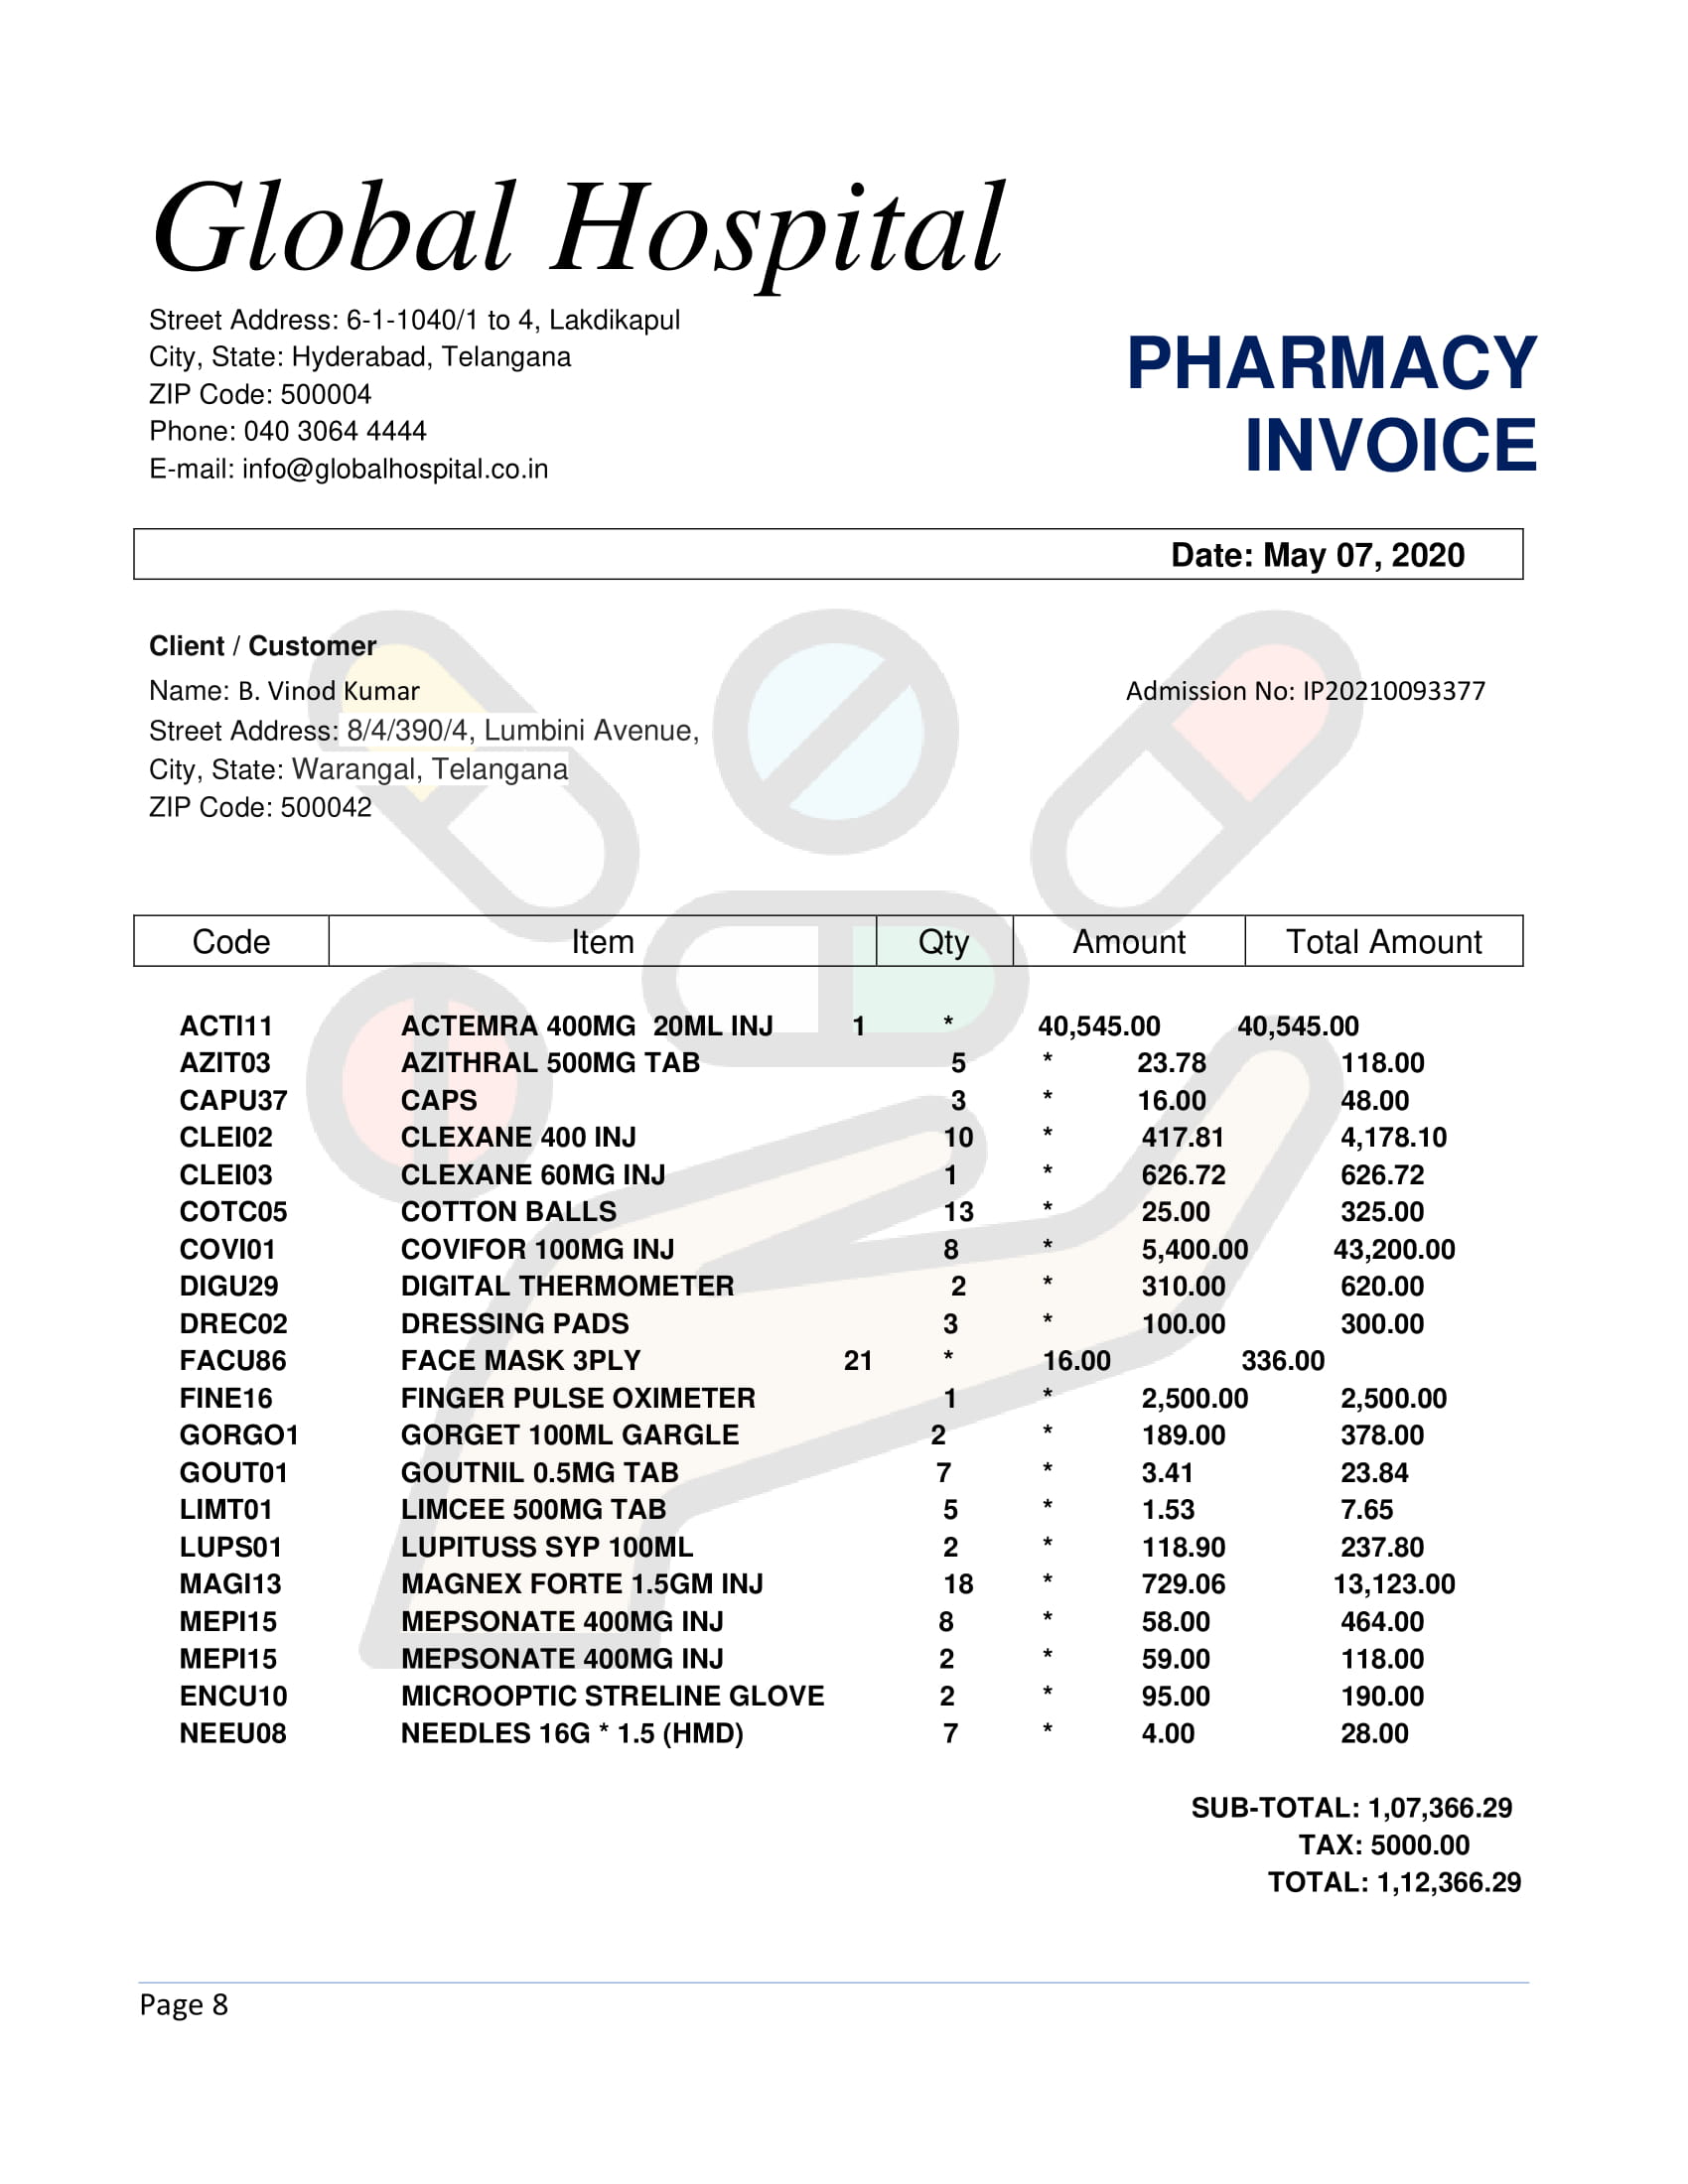 Global Hospital
Street Address: 6-1-1040/1 to 4, Lakdikapul
City, State: Hyderabad, Telangana
ZIP Code: 500004
Phone: 040 3064 4444
E-mail: info@globalhospital.co.in
PHARMACY
INVOICE
Date: May 07, 2020
Client / Customer
Name: B. Vinod Kumar Admission No: IP20210093377
Street Address: 8/4/390/4, Lumbini Avenue,
City, State: Warangal, Telangana
ZIP Code: 500042
Code Item Qty Amount Total Amount
ACTI11 ACTEMRA 400MG 20ML INJ 1 * 40,545.00 40,545.00
AZIT03 AZITHRAL 500MG TAB 5 * 23.78 118.00
CAPU37 CAPS 3 * 16.00 48.00
CLEI02 CLEXANE 400 INJ 10 * 417.81 4,178.10
CLEI03 CLEXANE 60MG INJ 1 * 626.72 626.72
COTC05 COTTON BALLS 13 * 25.00 325.00
COVI01 COVIFOR 100MG INJ 8 * 5,400.00 43,200.00
DIGU29 DIGITAL THERMOMETER 2 * 310.00 620.00
DREC02 DRESSING PADS 3 * 100.00 300.00
FACU86 FACE MASK 3PLY 21 * 16.00 336.00
FINE16 FINGER PULSE OXIMETER 1 * 2,500.00 2,500.00
GORGO1 GORGET 100ML GARGLE 2 * 189.00 378.00
GOUT01 GOUTNIL 0.5MG TAB 7 * 3.41 23.84
LIMT01 LIMCEE 500MG TAB 5 * 1.53 7.65
LUPS01 LUPITUSS SYP 100ML 2 * 118.90 237.80
MAGI13 MAGNEX FORTE 1.5GM INJ 18 * 729.06 13,123.00
MEPI15 MEPSONATE 400MG INJ 8 * 58.00 464.00
MEPI15 MEPSONATE 400MG INJ 2 * 59.00 118.00
ENCU10 MICROOPTIC STRELINE GLOVE 2 * 95.00 190.00
NEEU08 NEEDLES 16G * 1.5 (HMD) 7 * 4.00 28.00
SUB-TOTAL: 1,07,366.29
TAX: 5000.00
TOTAL: 1,12,366.29
Page 8